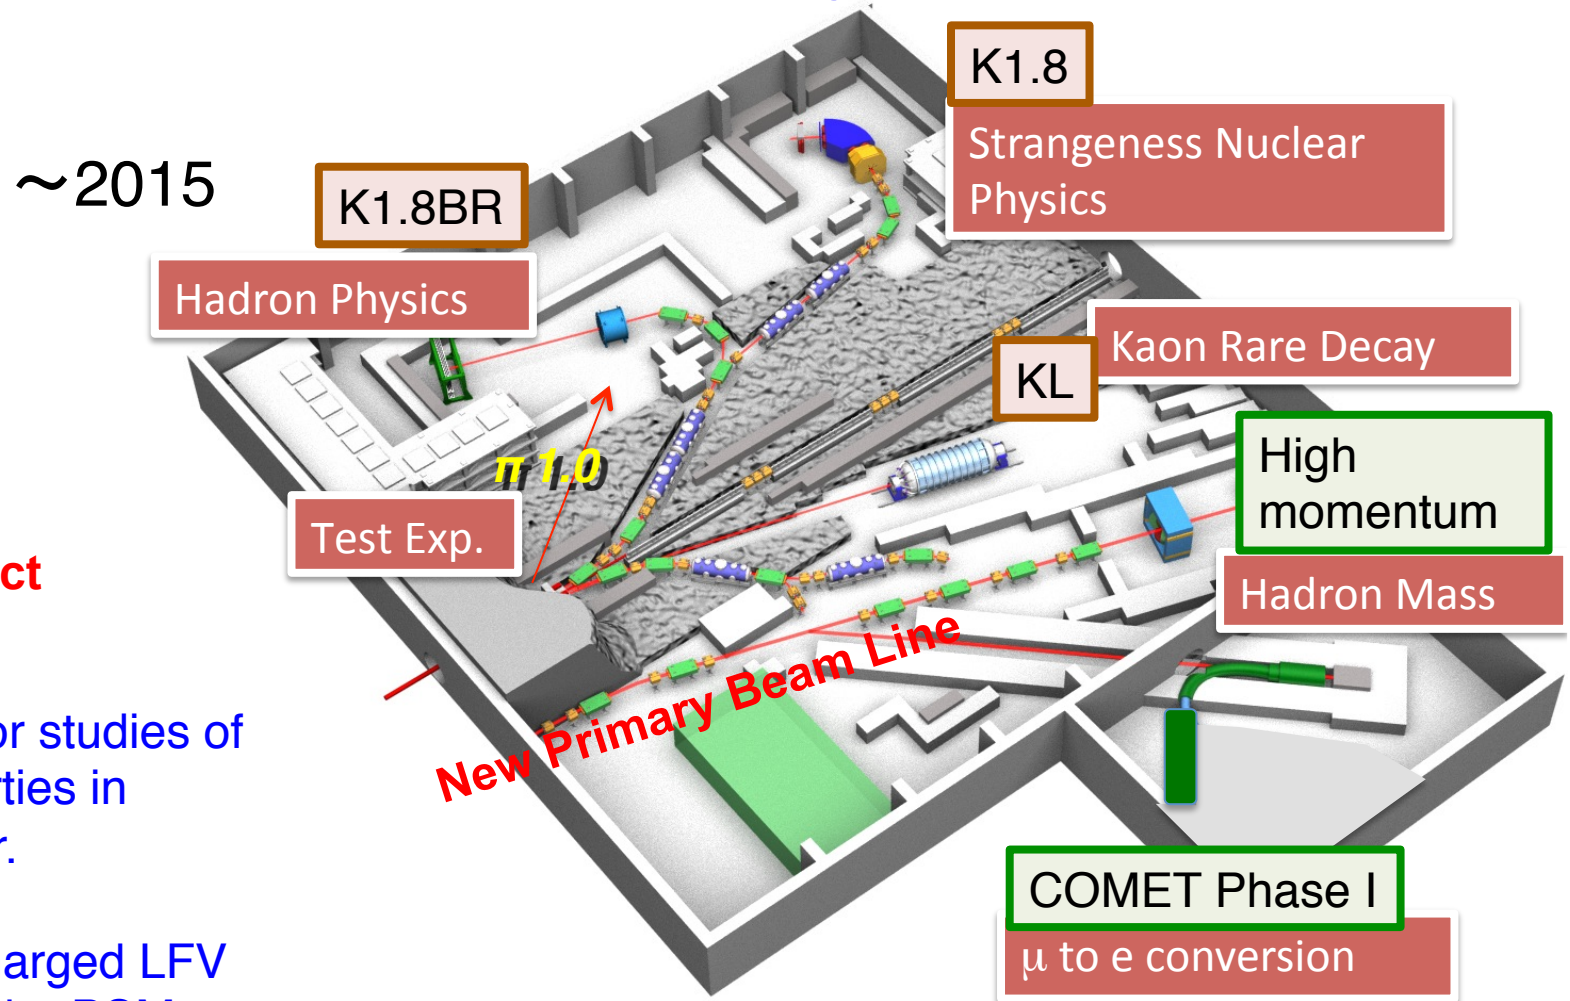 K1.8
Strangeness Nuclear
Physics
~2015
K1.8BR
Hadron Physics
Kaon Rare Decay
KL
High
momentum
π 1.0
Test Exp.
ct
Hadron Mass
New Primary Beam Line
or studies of
rties in
r.
COMET Phase I
μ to e conversion
arged LFV